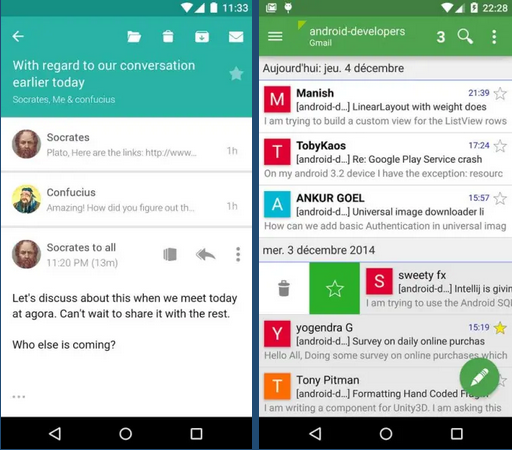 11:33
With regard to our conversation
earlier today
Socrates, Me & confucius
Socrates
Plato, Here are the links: http://www...
1h
Confucius
Amazing! How did you figure out th...
1h
Socrates to all
11:20 PM (13m)
Let's discuss about this when we meet today
at agora. Can't wait to share it with the rest.
Who else is coming?
...
22:28
android-developers
Gmail
3
Aujourd'hui: jeu. 4 décembre
M
Manish
21:39
[android-d...] LinearLayout with weight does
I am trying to build a custom view for the ListView rows
T
TobyKaos
17:24
[android-d...] Re: Google Play Service crash
On my android 3.2 device I have the exception: resourc
A
ANKUR GOEL
15:57
[android-d...] Universal image downloader li
How can we add basic Authentication in universal imag
mer. 3 décembre 2014
S
sweety fx
[android-d...] Intellij is givin
I am trying to use the Android SD
Y
yogendra G
15:19
[android-d...] Survey on daily online purchas
Hello All, Doing some survey on online purchases which
T
Tony Pitman
[android-d...] Formatting Hand Coded
I am writing a component for Unity3D. I am asking this